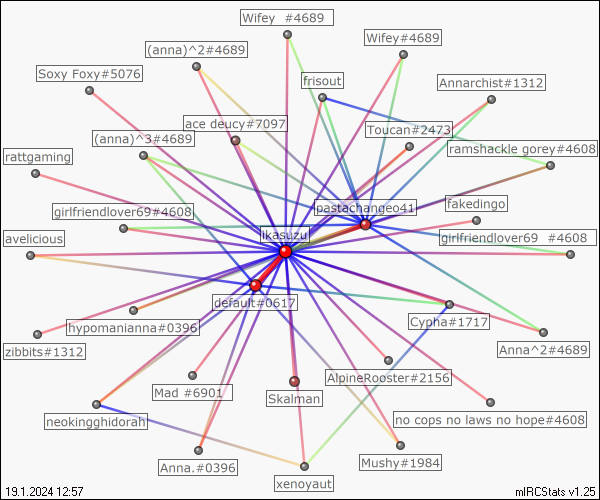 Wifey  #4689
Wifey#4689
(anna)^2#4689
Soxy Foxy#5076
frisout
Annarchist#1312
ace deucy#7097
Toucan#2473
(anna)^3#4689
ramshackle gorey#4608
rattgaming
pastachangeo41
fakedingo
girlfriendlover69#4608
ikasuzu
avelicious
girlfriendlover69  #4608
default#0617
hypomanianna#0396
Cypha#1717
zibbits#1312
Anna^2#4689
AlpineRooster#2156
Mad #6901
Skalman
neokingghidorah
no cops no laws no hope#4608
Anna.#0396
Mushy#1984
xenoyaut
19.1.2024 12:57
mIRCStats v1.25